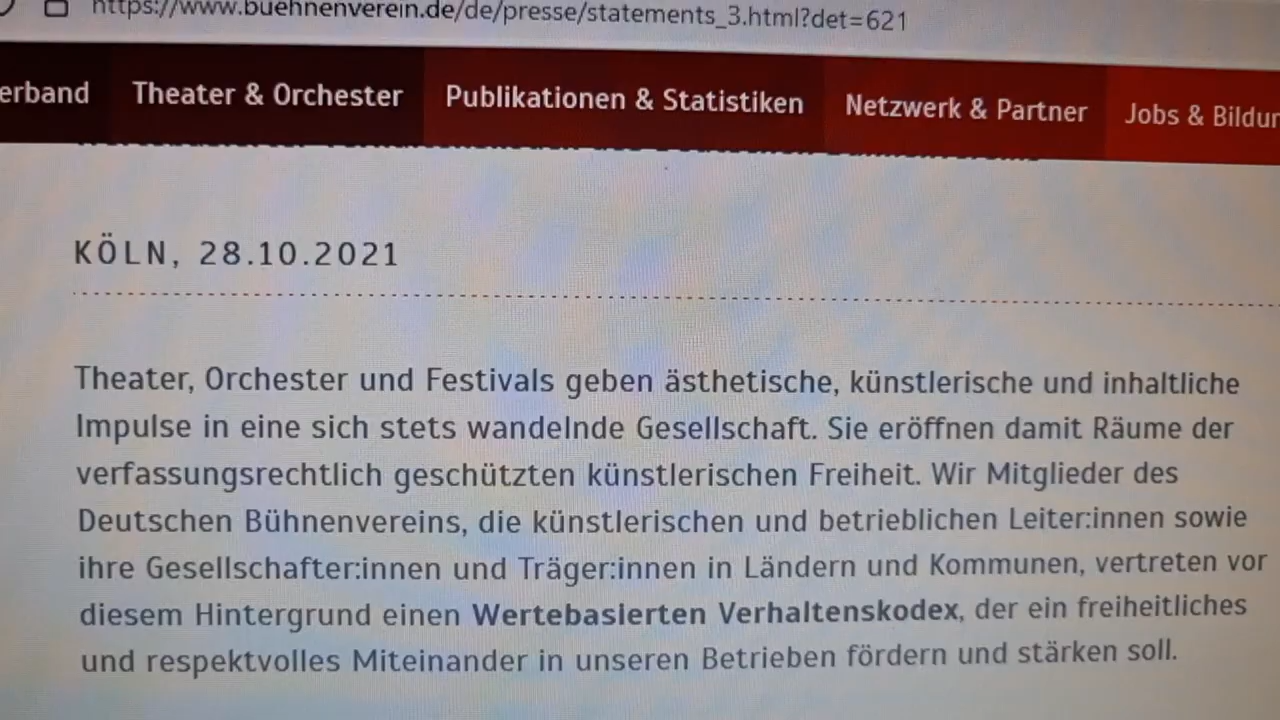 https://www.buehnenverein.de/de/presse/statements_3.html?det=621
erband Theater & Orchester Publikationen & Statistiken Netzwerk & Partner Jobs & Bildun
KÖLN, 28.10.2021
Theater, Orchester und Festivals geben ästhetische, künstlerische und inhaltliche
Impulse in eine sich stets wandelnde Gesellschaft. Sie eröffnen damit Räume der
verfassungsrechtlich geschützten künstlerischen Freiheit. Wir Mitglieder des
Deutschen Bühnenvereins, die künstlerischen und betrieblichen Leiter:innen sowie
ihre Gesellschafter:innen und Träger:innen in Ländern und Kommunen, vertreten vor
diesem Hintergrund einen Wertebasierten Verhaltenskodex, der ein freiheitliches
und respektvolles Miteinander in unseren Betrieben fördern und stärken soll.